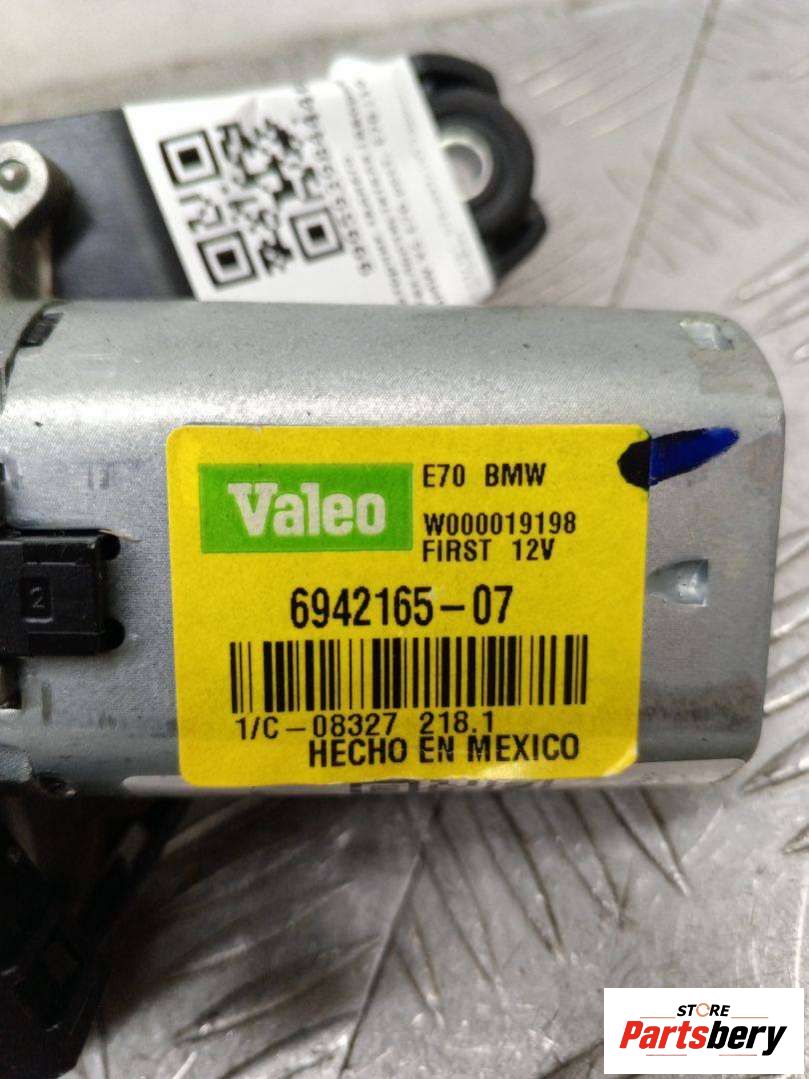 Valeo
E70 BMW
W000019198
FIRST 12V
6942165-07
1/C-08327 218.1
HECHO EN MEXICO
2
STORE
Partsbery